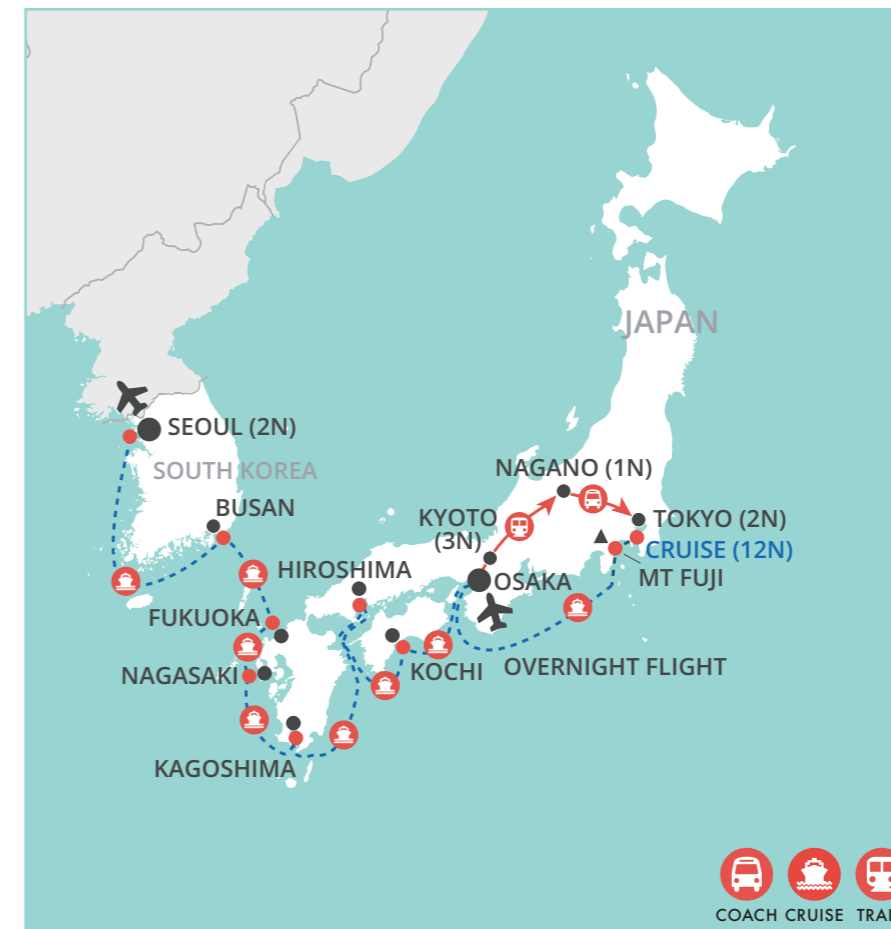 JAPAN
SEOUL (2N)
SOUTH KOREA
NAGANO (1N)
BUSAN
KYOTO
(3N)
TOKYO (2N)
CRUISE (12N)
HIROSHIMA
MT FUJI
OSAKA
FUKUOKA
KOCHI
OVERNIGHT FLIGHT
NAGASAKI
KAGOSHIMA
COACH CRUISE TRAI